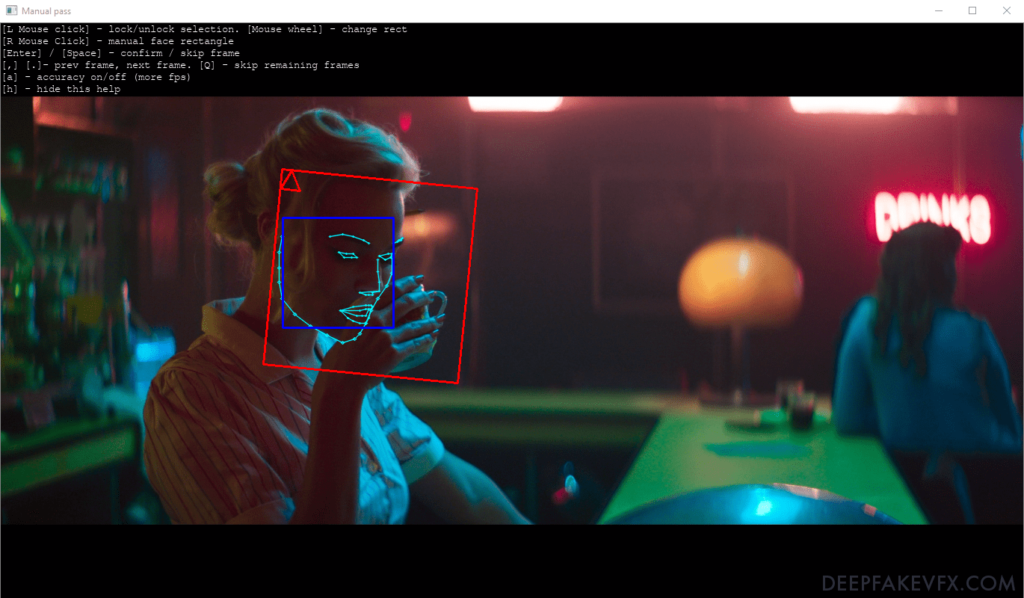 Manual pass
[L Mouse click] - lock/unlock selection. [Mouse wheel] - change rect
[R Mouse Click] - manual face rectangle
[Enter] / [Space] - confirm / skip frame
[,] [.]- prev frame, next frame. [Q] - skip remaining frames
[a] - accuracy on/off (more fps)
[h] - hide this help
DRINKS
DEEPFAKEVFX.COM